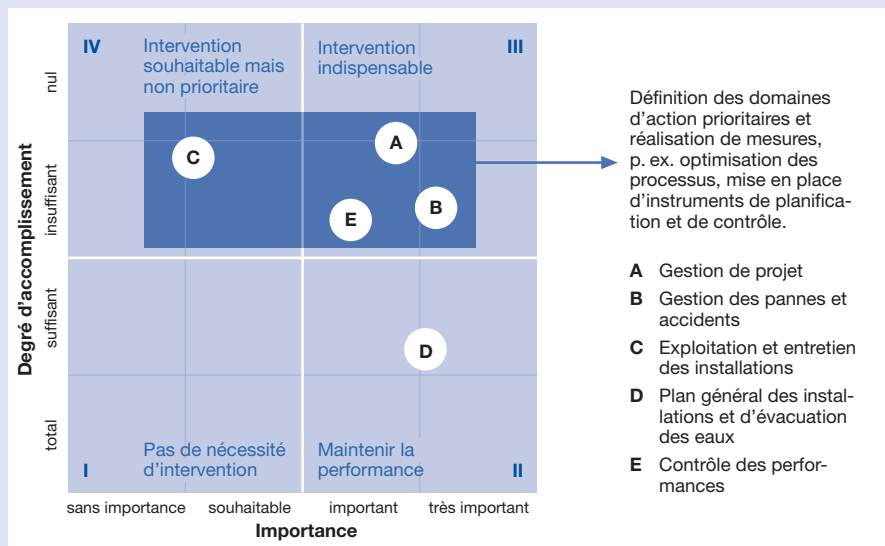 IV
Intervention
souhaitable mais
non prioritaire
Intervention
indispensable
III
nul
insuffisant
suffisant
total
Degré d'accomplissement
C
A
E
B
D
Pas de nécessité
d'intervention
I
Maintenir la
performance
II
sans importance
souhaitable
important
très important
Importance
Définition des domaines
d'action prioritaires et
réalisation de mesures,
p. ex. optimisation des
processus, mise en place
d'instruments de planifica-
tion et de contrôle.
A Gestion de projet
B Gestion des pannes et
accidents
C Exploitation et entretien
des installations
D Plan général des instal-
lations et d'évacuation
des eaux
E Contrôle des perfor-
mances